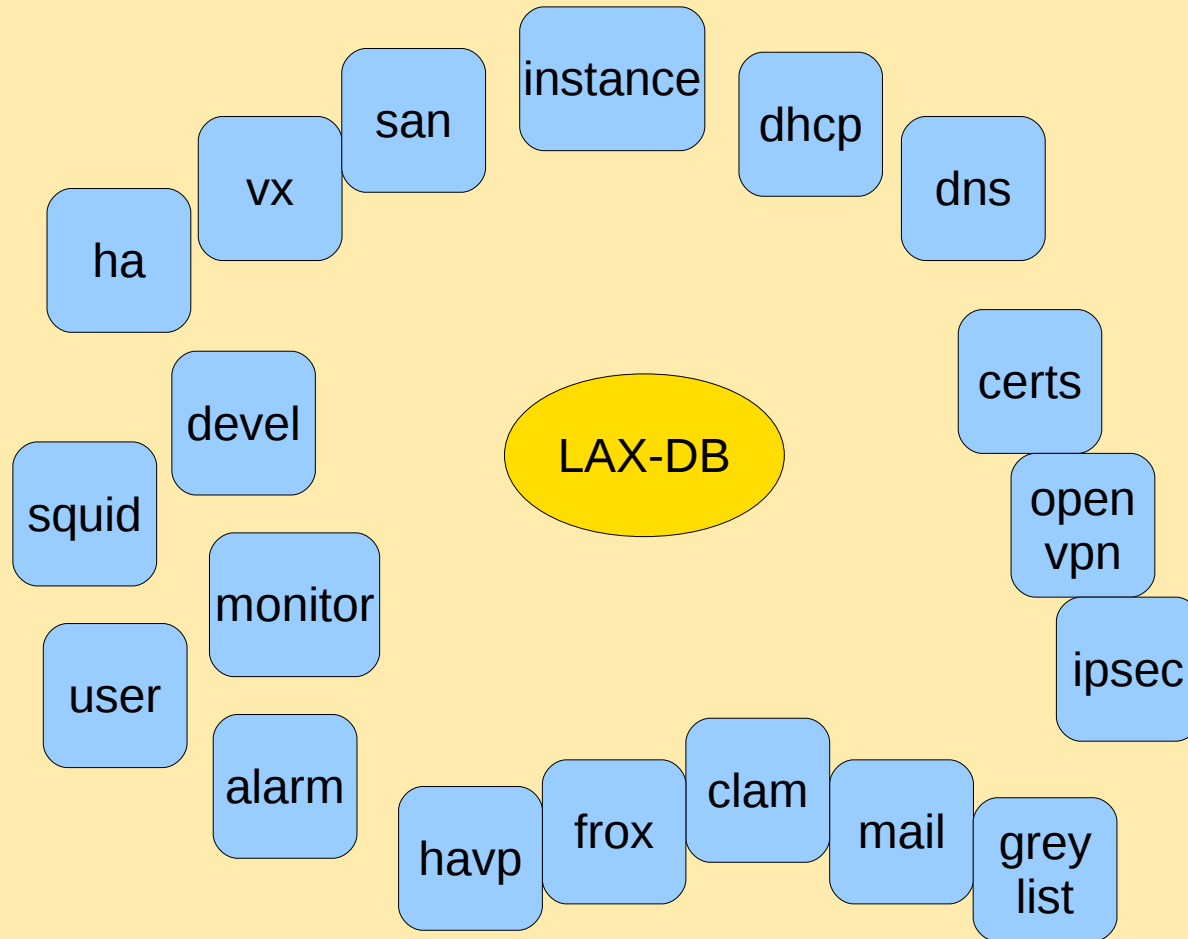 instance
san
dhcp
vx
dns
ha
certs
devel
LAX-DB
squid
open
vpn
monitor
ipsec
user
alarm
clam
frox
mail
havp
grey
list